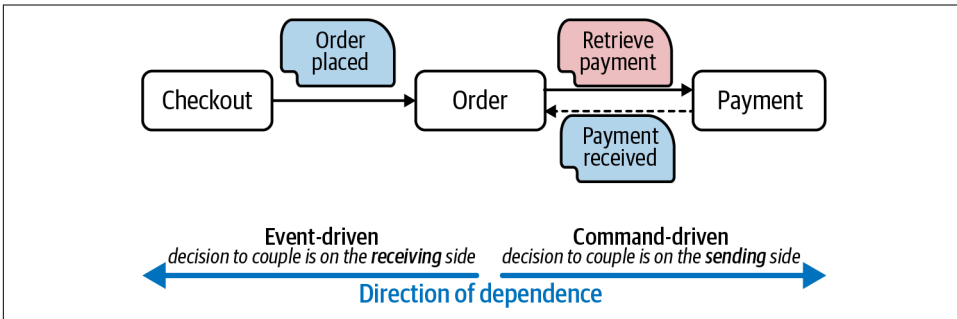 Order
placed
Retrieve
payment
Checkout
Order
Payment
Payment
received
Event-driven
decision to couple is on the receiving side
Command-driven
decision to couple is on the sending side
Direction of dependence